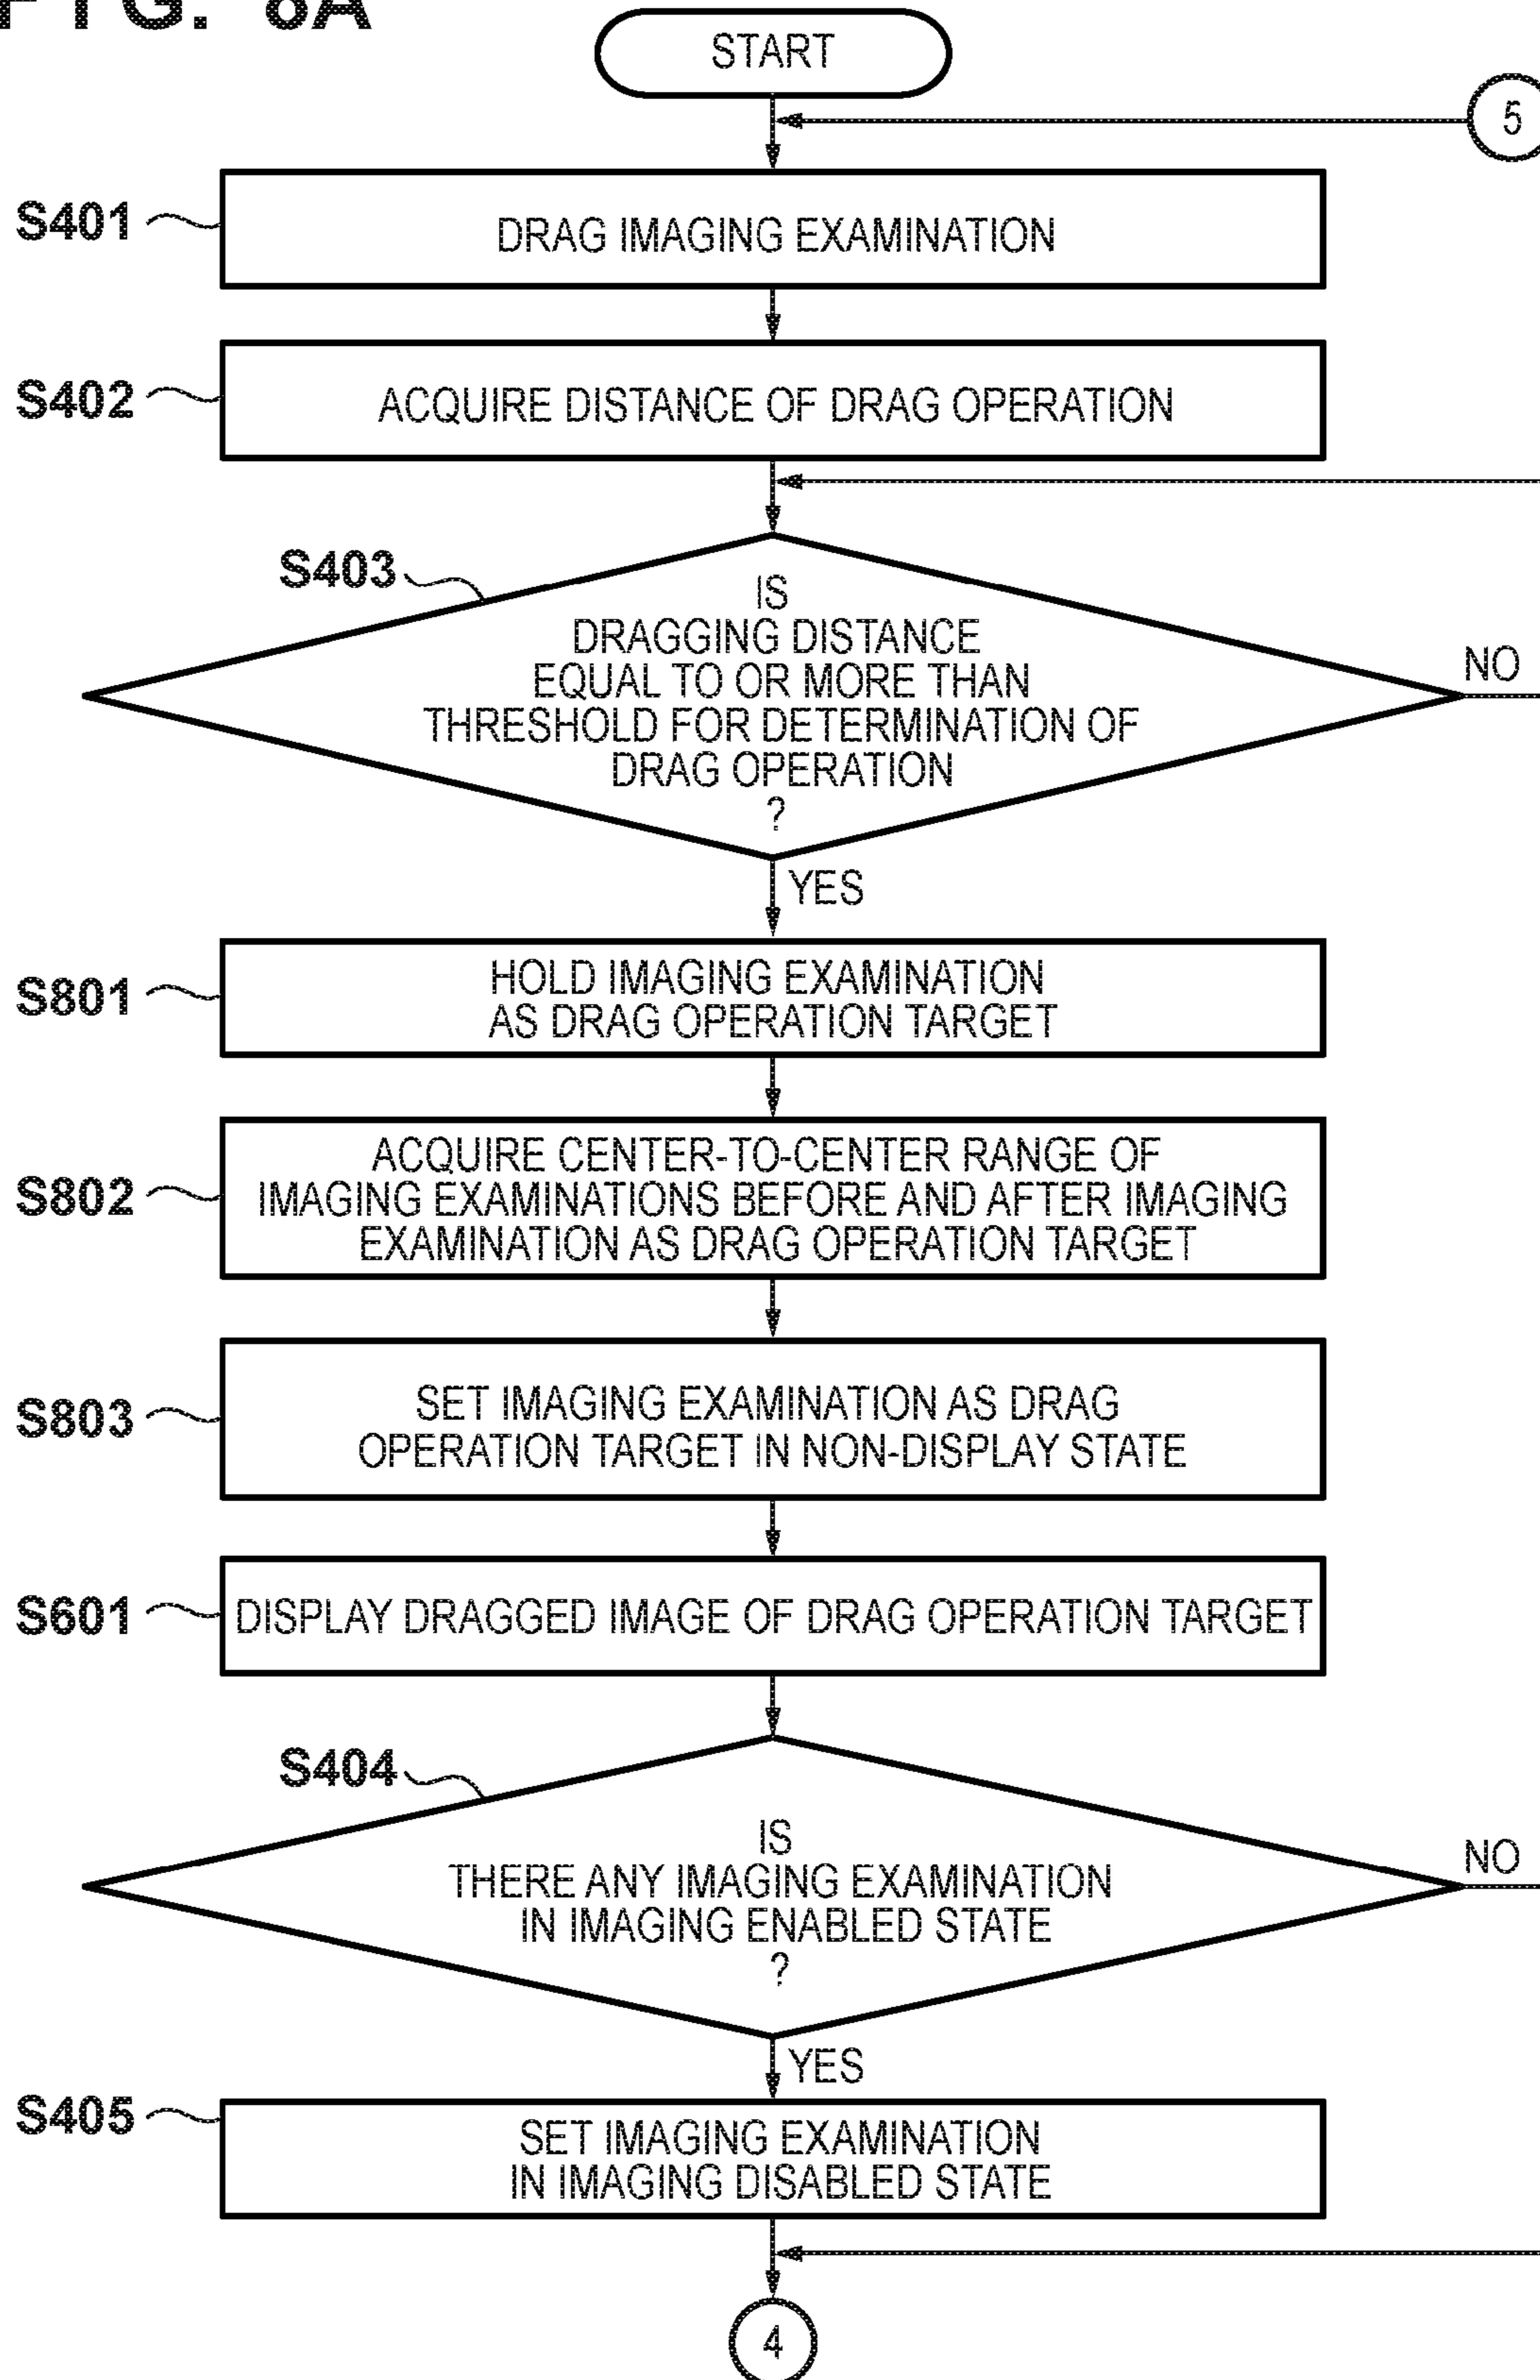 FIG. 8A
START
5
S401
DRAG IMAGING EXAMINATION
S402
ACQUIRE DISTANCE OF DRAG OPERATION
S403
IS
DRAGGING DISTANCE
EQUAL TO OR MORE THAN
THRESHOLD FOR DETERMINATION OF
DRAG OPERATION
?
NO
YES
S801
HOLD IMAGING EXAMINATION
AS DRAG OPERATION TARGET
S802
ACQUIRE CENTER-TO-CENTER RANGE OF
IMAGING EXAMINATIONS BEFORE AND AFTER IMAGING
EXAMINATION AS DRAG OPERATION TARGET
S803
SET IMAGING EXAMINATION AS DRAG
OPERATION TARGET IN NON-DISPLAY STATE
S601
DISPLAY DRAGGED IMAGE OF DRAG OPERATION TARGET
S404
IS
THERE ANY IMAGING EXAMINATION
IN IMAGING ENABLED STATE
?
NO
YES
S405
SET IMAGING EXAMINATION
IN IMAGING DISABLED STATE
4